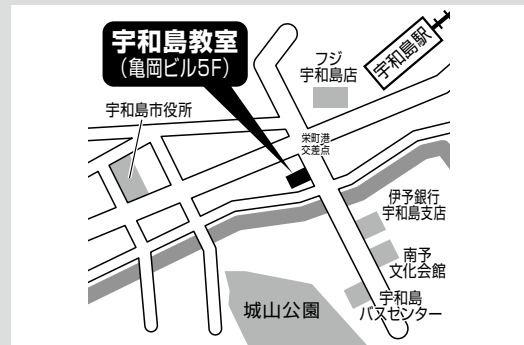 宇和島教室
（亀岡ビル5F）
フジ
宇和島店
宇和島駅
宇和島市役所
栄町港
交差点
伊予銀行
宇和島支店
南予
文化会館
宇和島
バスセンター
城山公園